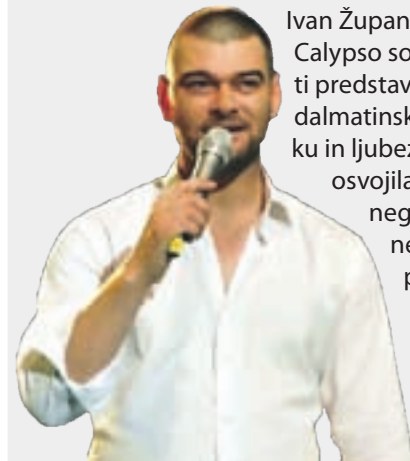 Ivan Župan
Calypso so
ti predstav
dalmatinsk
ku in ljubez
osvojila
neg
ne
p